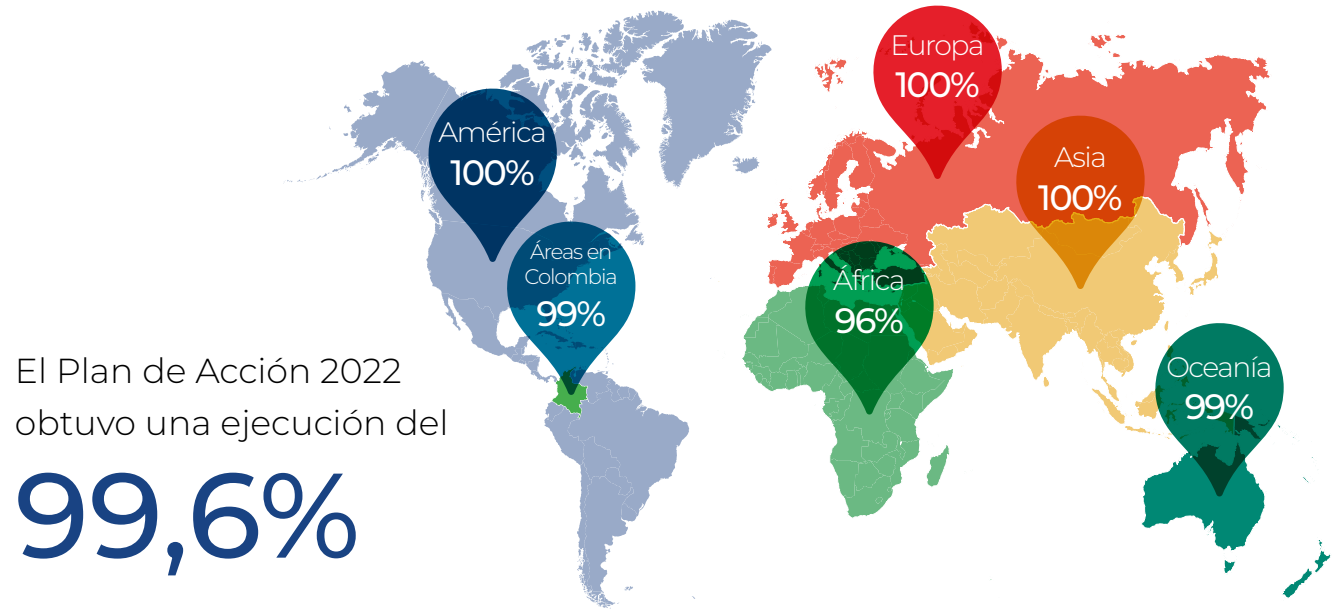 Europa
100%
América
100%
Asia
100%
Áreas en
Colombia
99%
África
96%
Oceanía
99%
El Plan de Acción 2022
obtuvo una ejecución del
99,6%